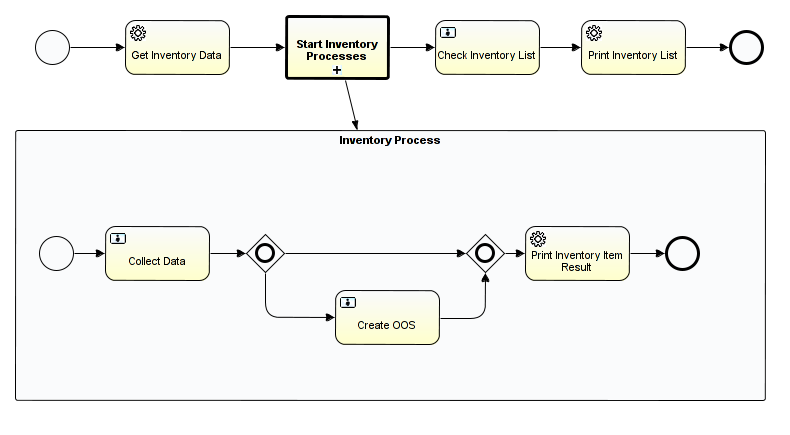 Get Inventory Data
Start Inventory
Processes
Check Inventory List
Print Inventory List
Inventory Process
Collect Data
Print Inventory Item
Result
Create OOS